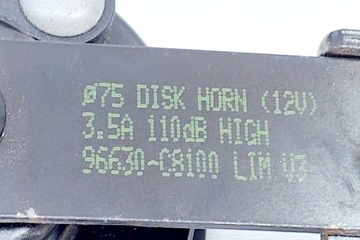 ø75 DISK HORN (12V)
3.5A 110dB HIGH
96630-C8100 LIM V3